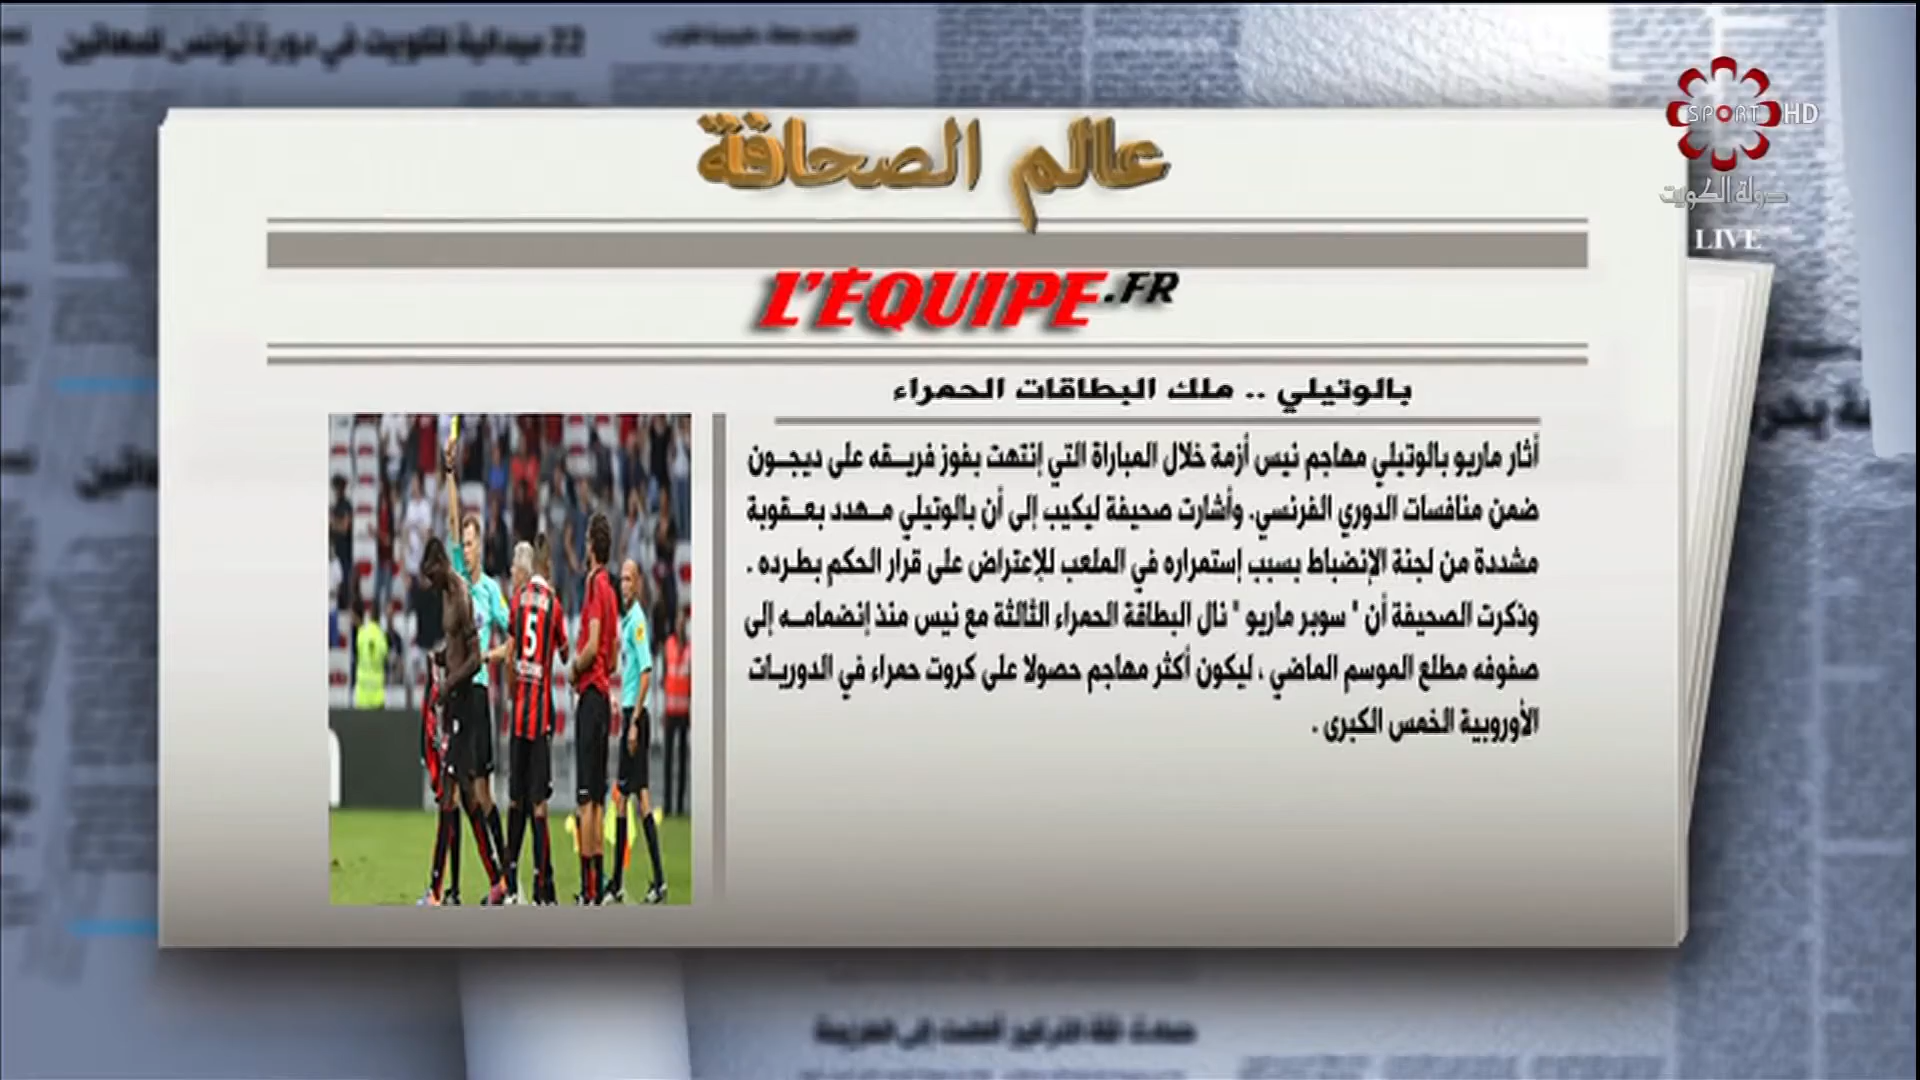 22 ميدالية للكويت في دورة تونس للمعاقين
SPORT HD
دولة الكويت
LIVE
عالم الصحافة
L'ÉQUIPE.FR
بالوتيلي .. ملك البطاقات الحمراء
أثار ماريو بالوتيلي مهاجم نيس أزمة خلال المباراة التي إنتهت بفوز فريقه على ديجون
ضمن منافسات الدوري الفرنسي. وأشارت صحيفة ليكيب إلى أن بالوتيلي مهدد بعقوبة
مشددة من لجنة الإنضباط بسبب إستمراره في الملعب للإعتراض على قرار الحكم بطرده .
وذكرت الصحيفة أن " سوبر ماريو " نال البطاقة الحمراء الثالثة مع نيس منذ إنضمامه إلى
صفوفه مطلع الموسم الماضي ، ليكون أكثر مهاجم حصولا على كروت حمراء في الدوريات
الأوروبية الخمس الكبرى .
5